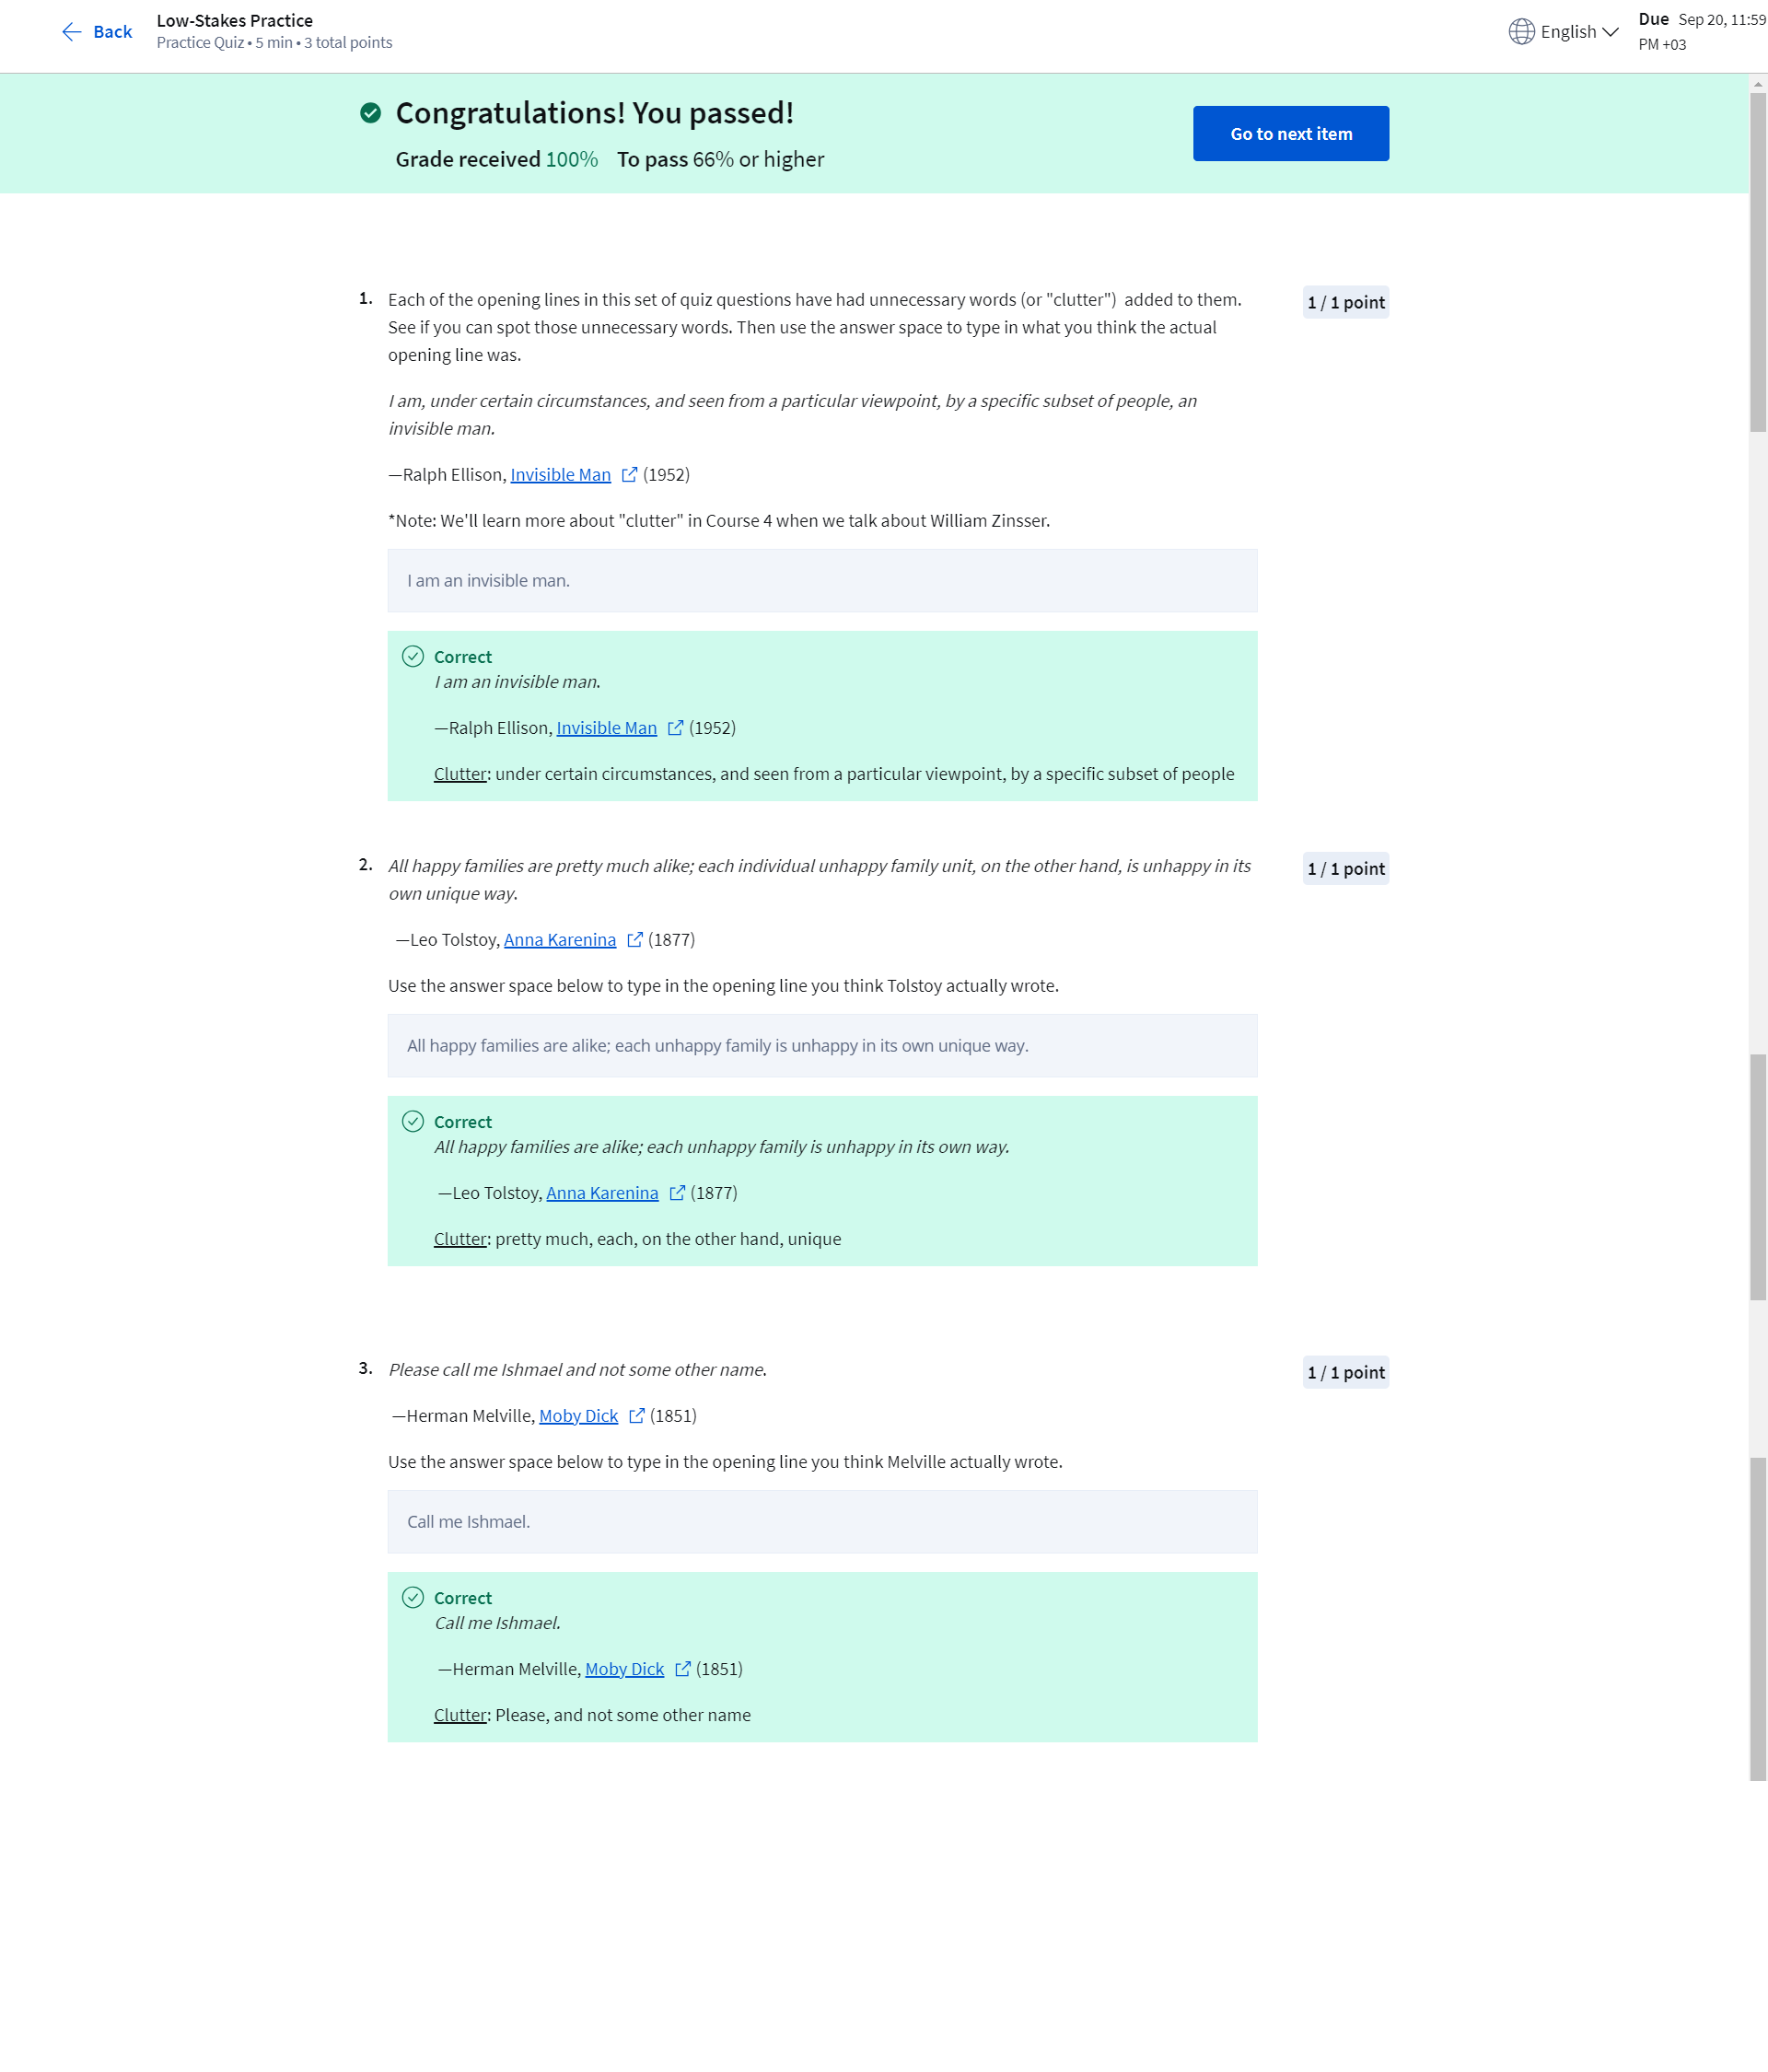 Back
Low-Stakes Practice
Practice Quiz • 5 min • 3 total points
English
Due Sep 20, 11:59
PM +03
Congratulations! You passed!
Grade received 100% To pass 66% or higher
Go to next item
1. Each of the opening lines in this set of quiz questions have had unnecessary words (or "clutter") added to them.
See if you can spot those unnecessary words. Then use the answer space to type in what you think the actual
opening line was.
1 / 1 point
I am, under certain circumstances, and seen from a particular viewpoint, by a specific subset of people, an
invisible man.
—Ralph Ellison, Invisible Man (1952)
*Note: We'll learn more about "clutter" in Course 4 when we talk about William Zinsser.
I am an invisible man.
Correct
I am an invisible man.
—Ralph Ellison, Invisible Man (1952)
Clutter: under certain circumstances, and seen from a particular viewpoint, by a specific subset of people
2. All happy families are pretty much alike; each individual unhappy family unit, on the other hand, is unhappy in its
own unique way.
1 / 1 point
—Leo Tolstoy, Anna Karenina (1877)
Use the answer space below to type in the opening line you think Tolstoy actually wrote.
All happy families are alike; each unhappy family is unhappy in its own unique way.
Correct
All happy families are alike; each unhappy family is unhappy in its own way.
—Leo Tolstoy, Anna Karenina (1877)
Clutter: pretty much, each, on the other hand, unique
3. Please call me Ishmael and not some other name.
1 / 1 point
—Herman Melville, Moby Dick (1851)
Use the answer space below to type in the opening line you think Melville actually wrote.
Call me Ishmael.
Correct
Call me Ishmael.
—Herman Melville, Moby Dick (1851)
Clutter: Please, and not some other name